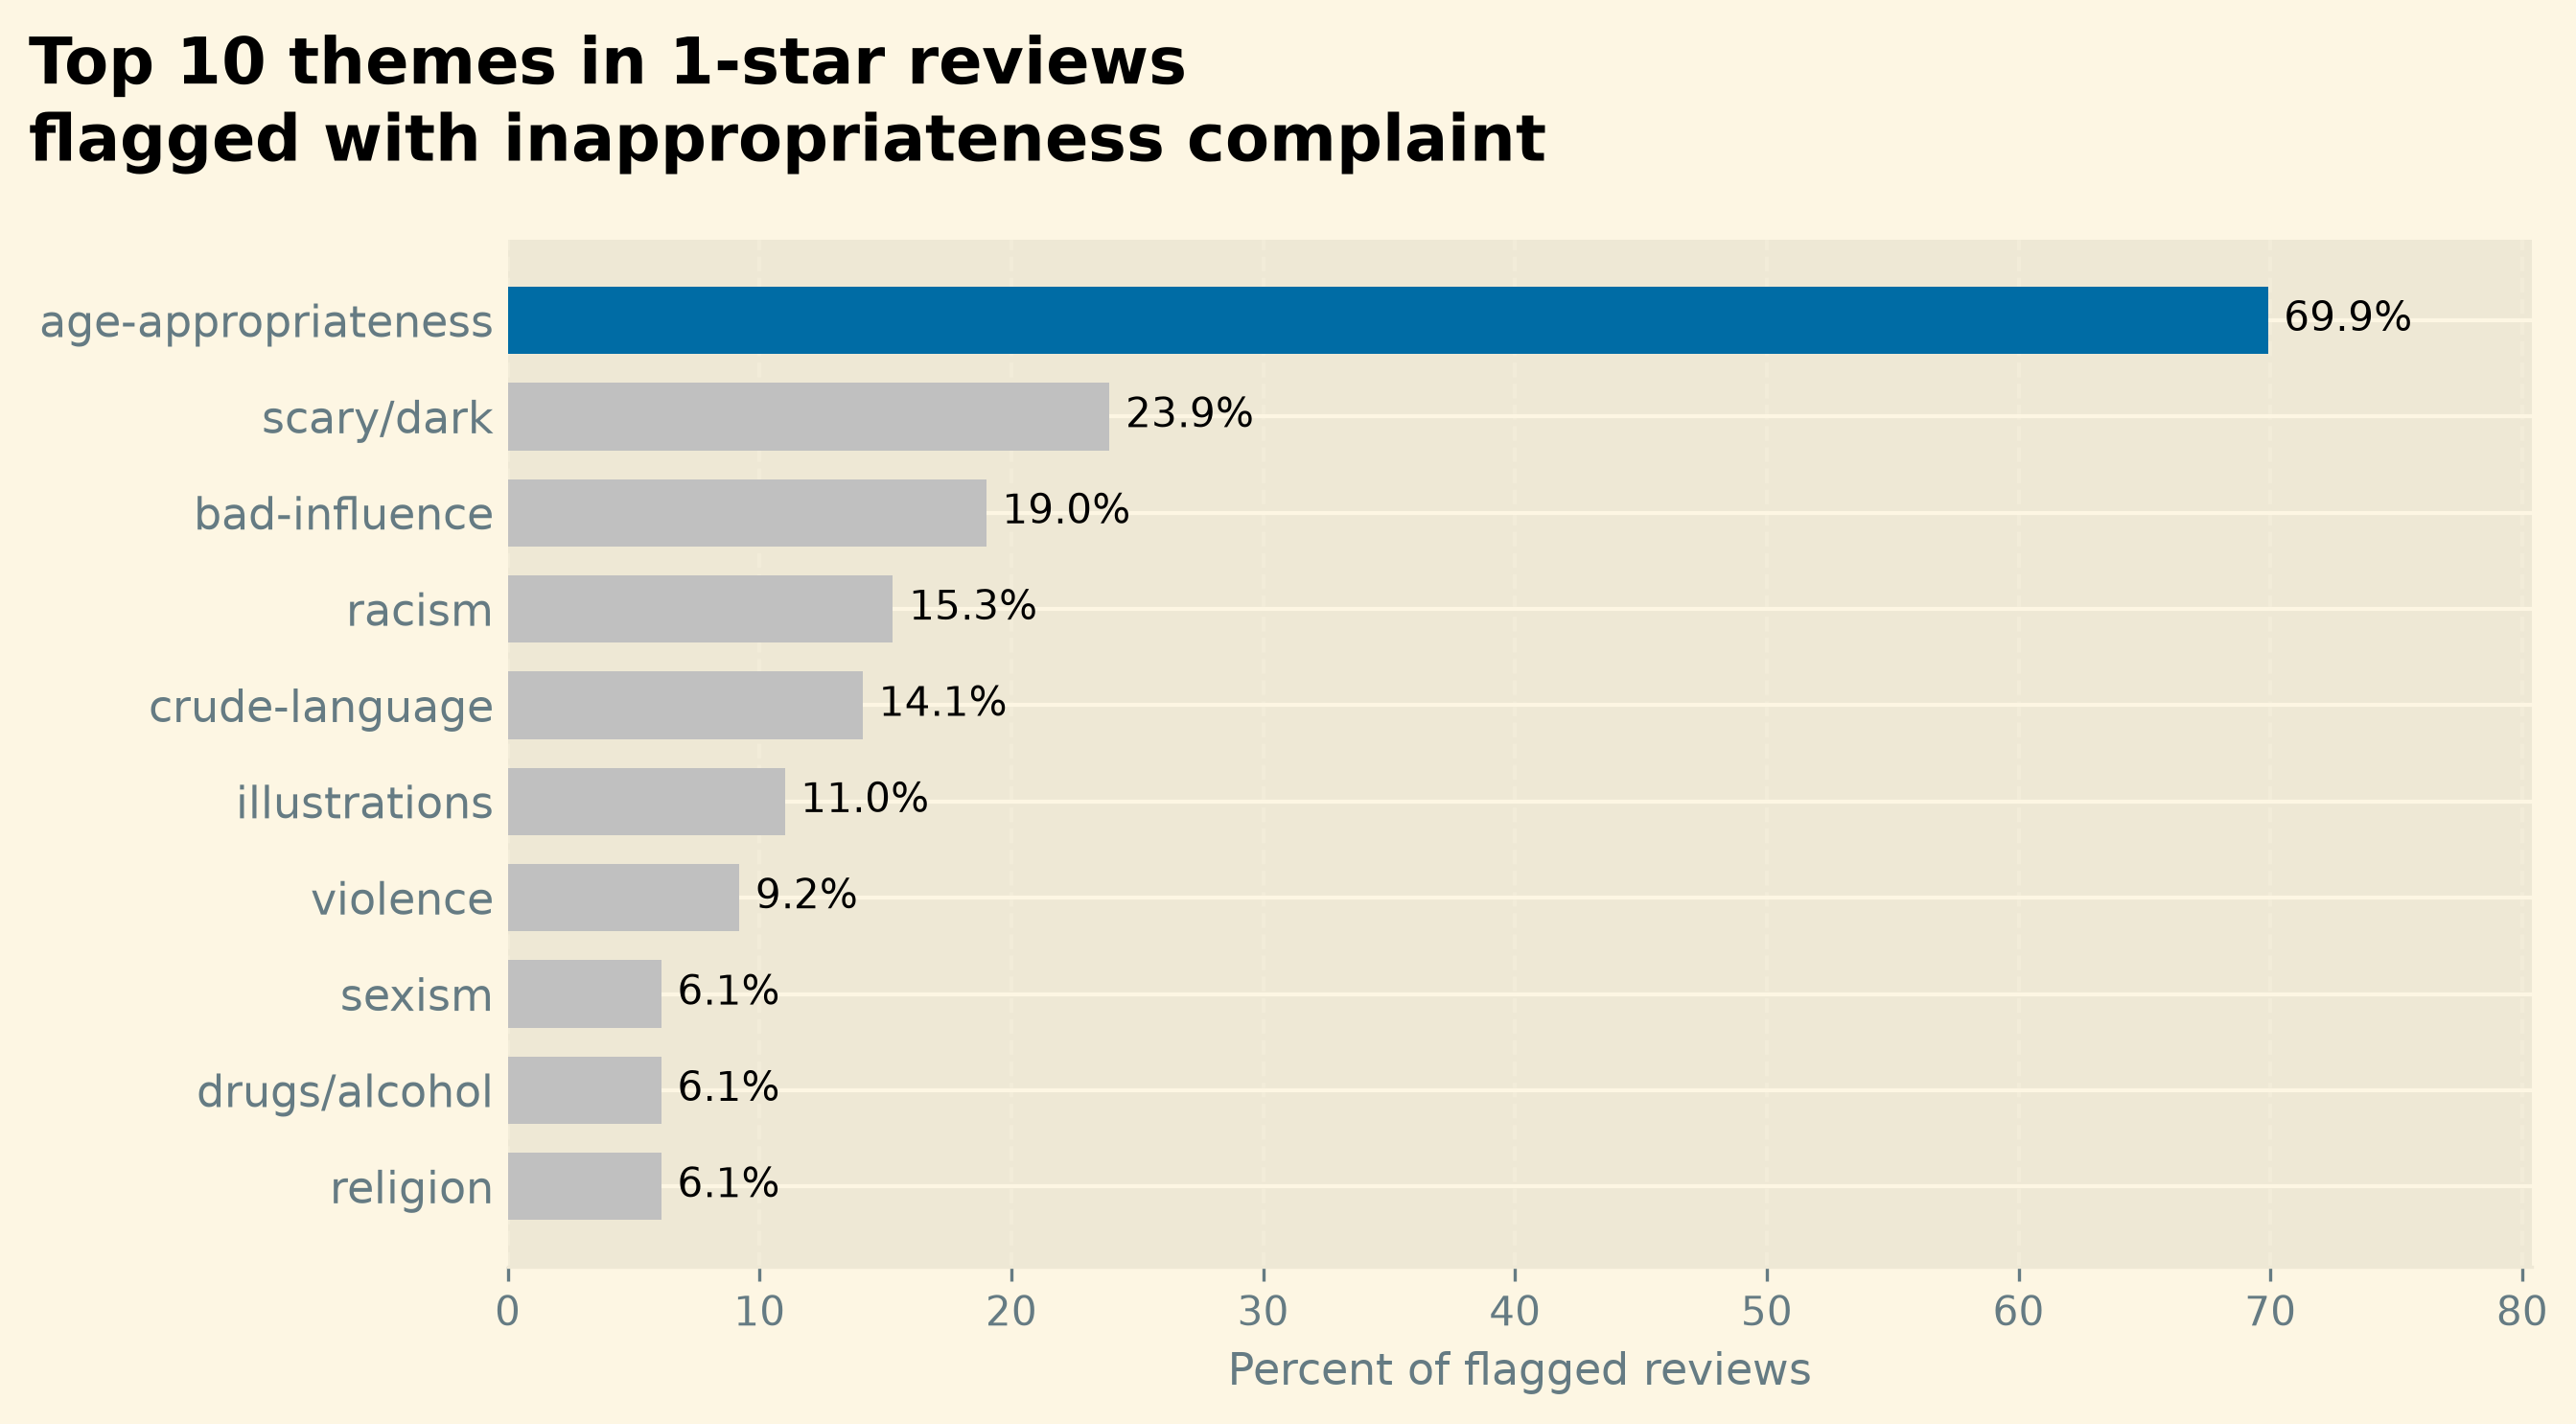 Top 10 themes in 1-star reviews
flagged with inappropriateness complaint
age-appropriateness 69.9%
scary/dark 23.9%
bad-influence 19.0%
racism 15.3%
crude-language 14.1%
illustrations 11.0%
violence 9.2%
sexism 6.1%
drugs/alcohol 6.1%
religion 6.1%
0 10 20 30 40 50 60 70 80
Percent of flagged reviews